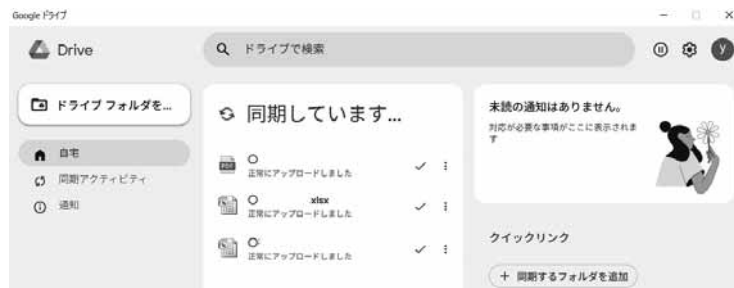 Google ドライブ
Drive
ドライブで検索
y
ドライブ フォルダを...
自宅
同期アクティビティ
通知
同期しています...
PDF
正常にアップロードしました
.xlsx
正常にアップロードしました
正常にアップロードしました
未読の通知はありません。
対応が必要な事項がここに表示されま
す
クイックリンク
+ 同期するフォルダを追加